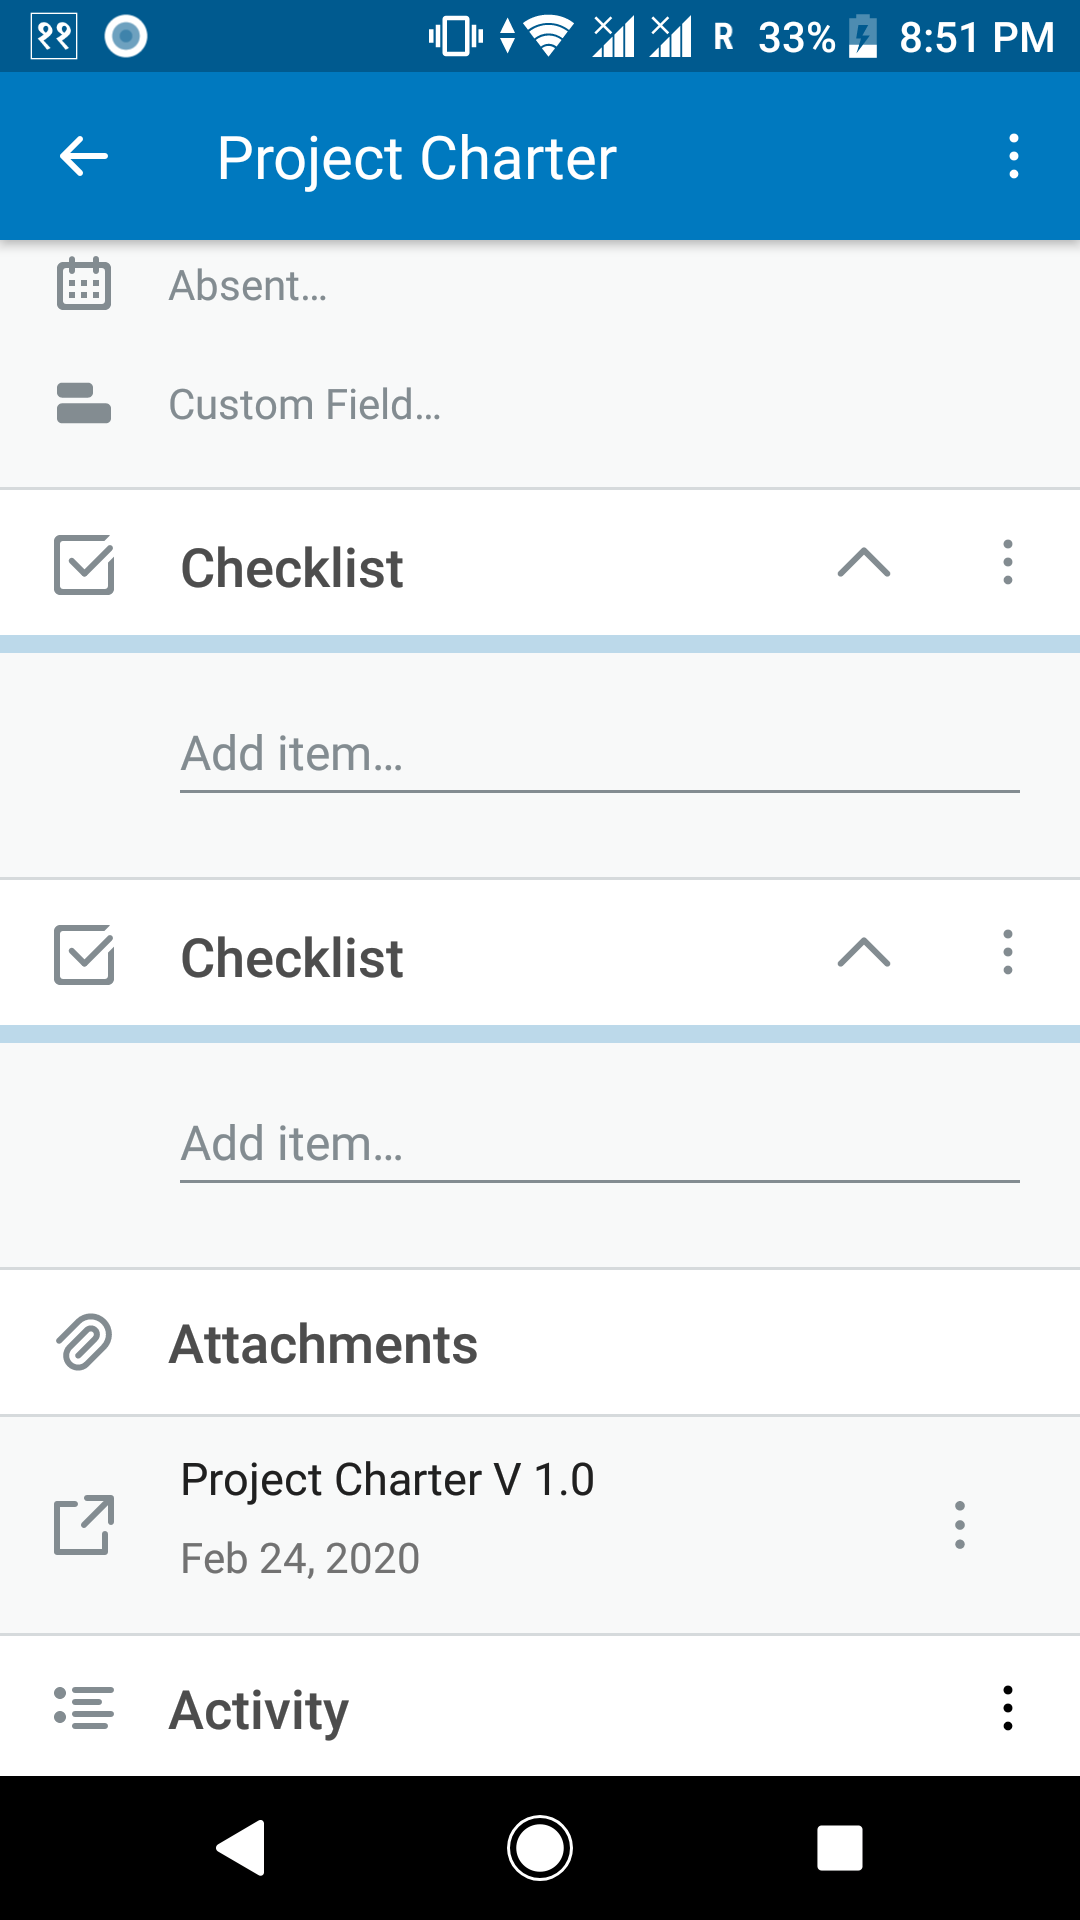 ११ R 33% 8:51 PM
Project Charter
Absent...
Custom Field...
Checklist
Add item...
Checklist
Add item...
Attachments
Project Charter V 1.0
Feb 24, 2020
Activity